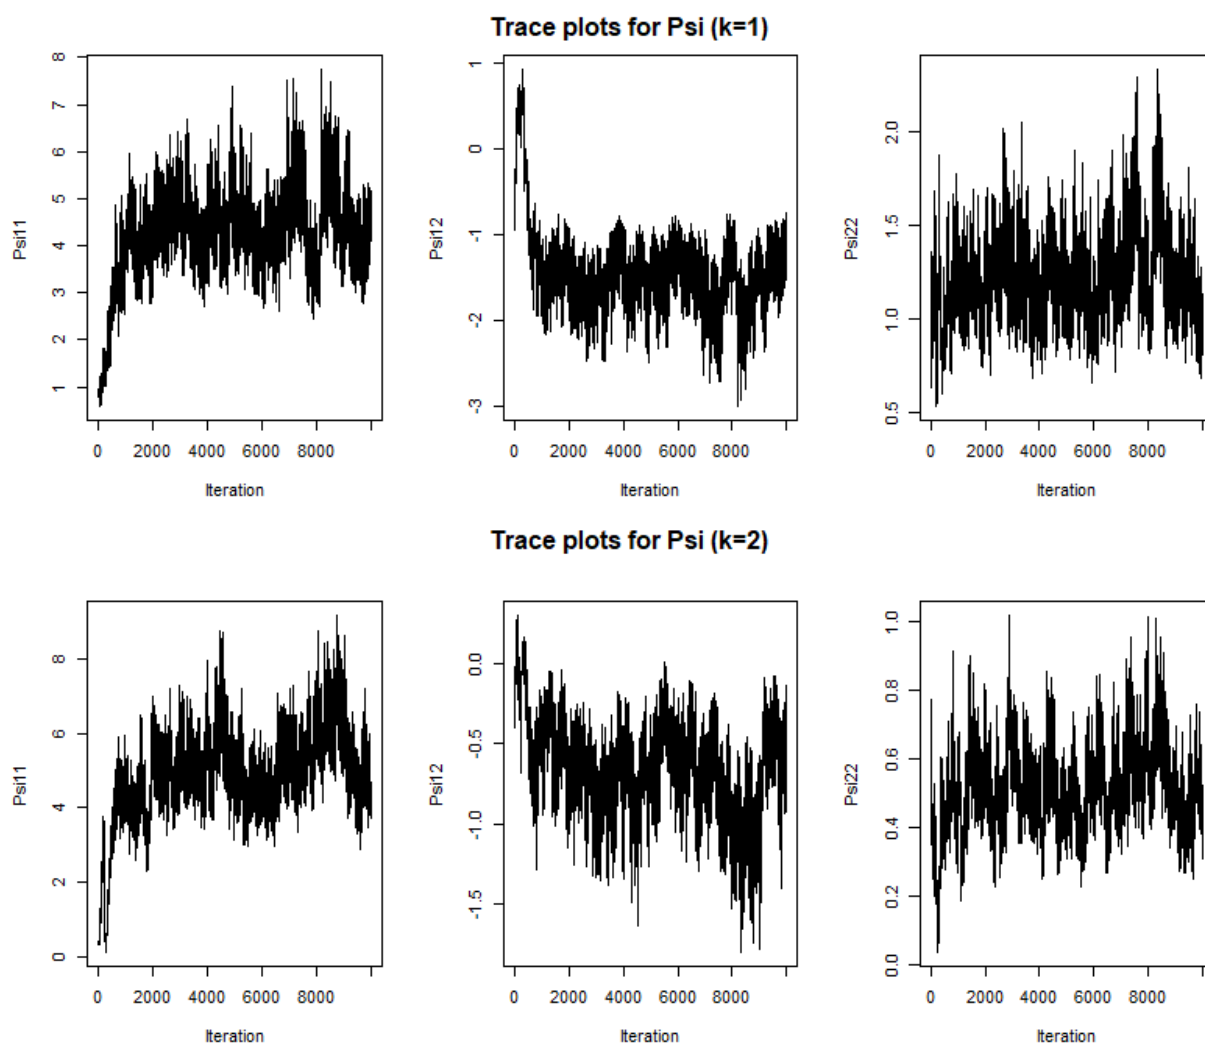 Trace plots for Psi (k=1)
Psi11
8
7
6
5
4
3
2
1
0 2000 4000 6000 8000
Iteration
Psi12
1
0
-1
-2
-3
0 2000 4000 6000 8000
Iteration
Psi22
2.0
1.5
1.0
0.5
0 2000 4000 6000 8000
Iteration
Trace plots for Psi (k=2)
Psi11
8
6
4
2
0
0 2000 4000 6000 8000
Iteration
Psi12
0.0
-0.5
-1.0
-1.5
0 2000 4000 6000 8000
Iteration
Psi22
1.0
0.8
0.6
0.4
0.2
0.0
0 2000 4000 6000 8000
Iteration